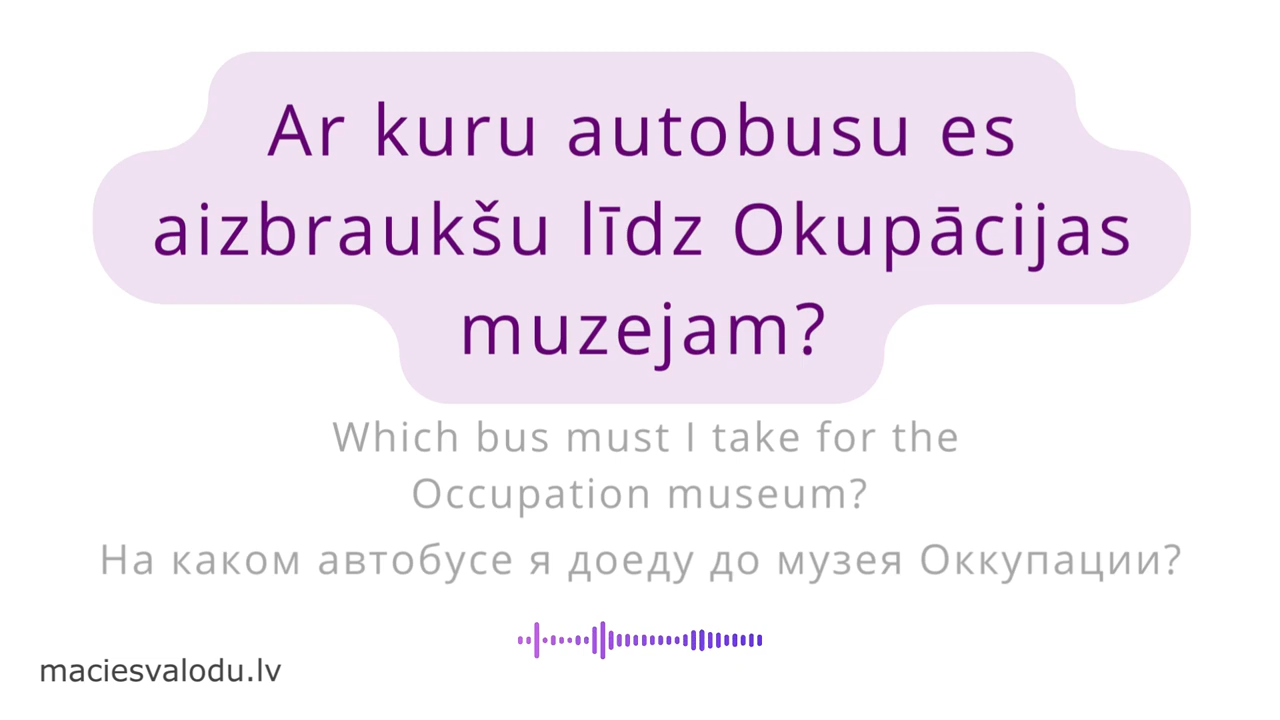 Ar kuru autobusu es
aizbraukšu līdz Okupācijas
muzejam?
Which bus must I take for the
Occupation museum?
На каком автобусе я доеду до музея Оккупации?
maciesvalodu.lv